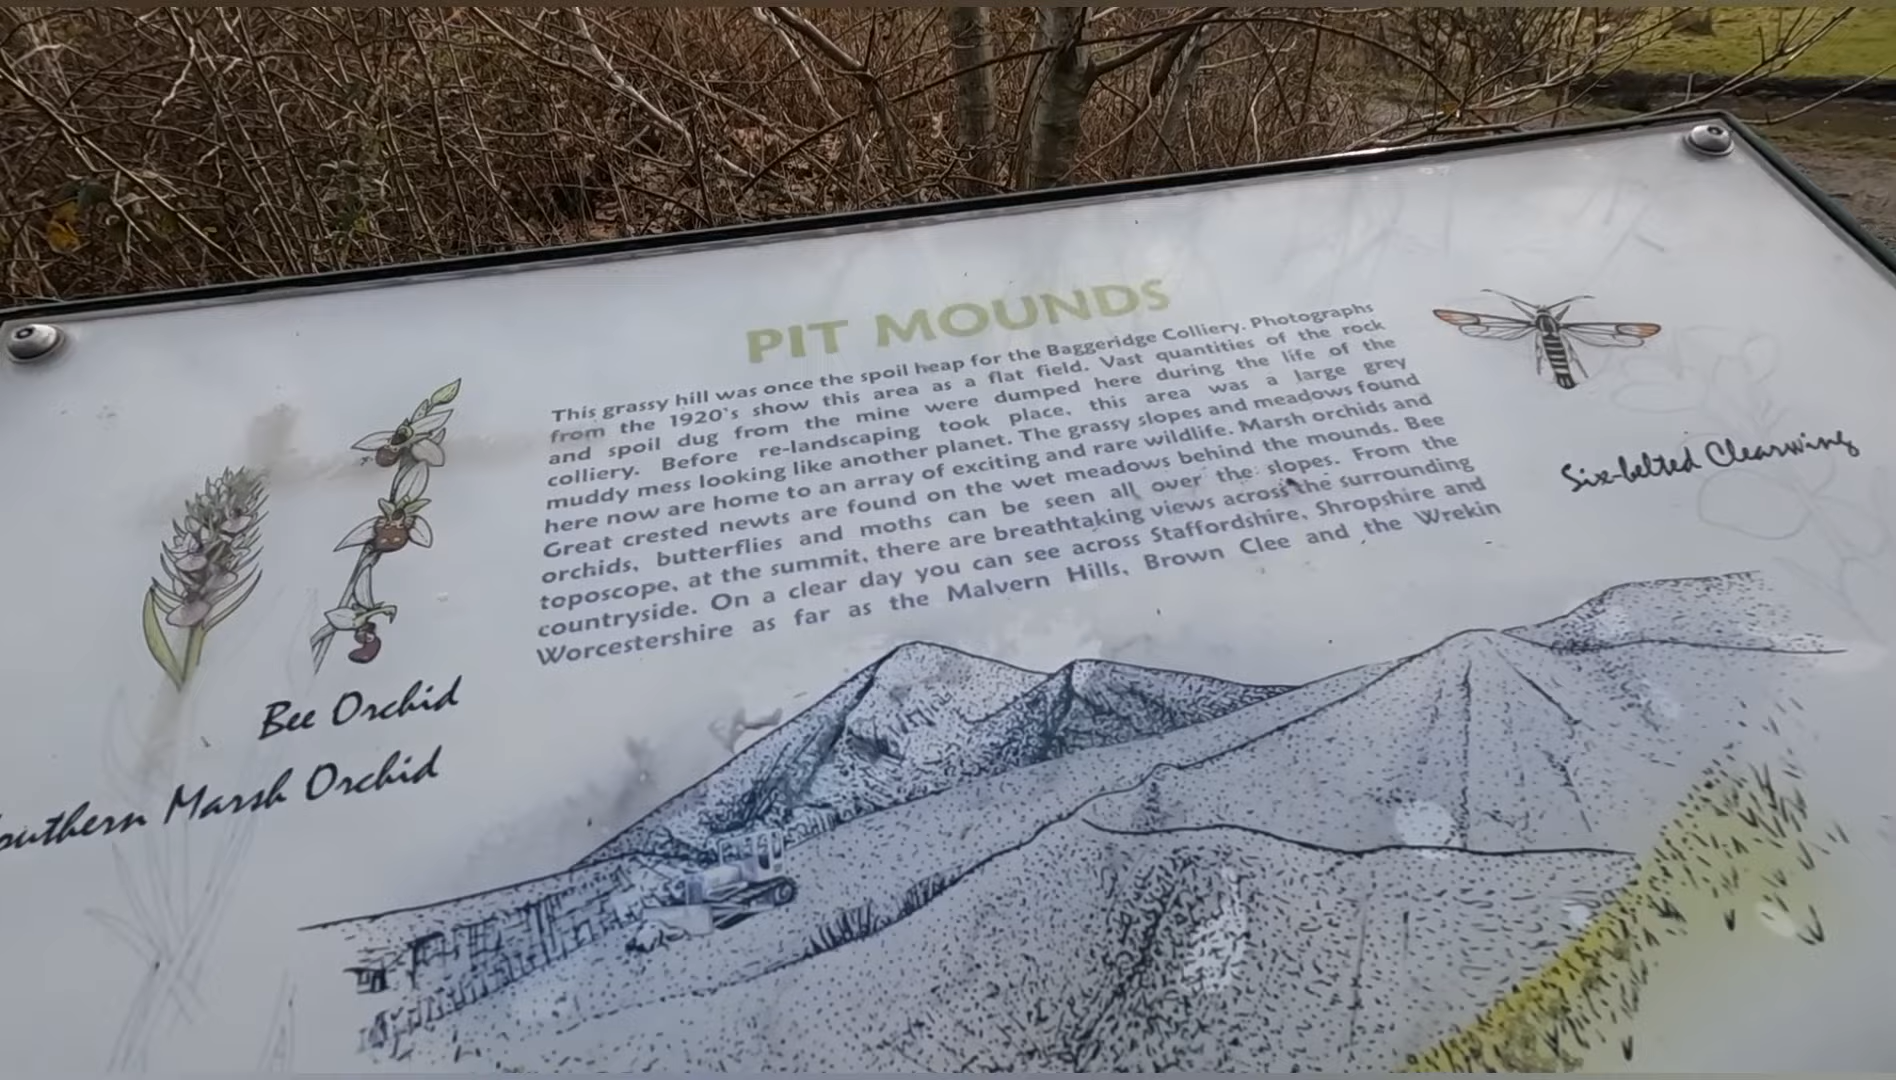 PIT MOUNDS
This grassy hill was once the spoil heap for the Baggeridge Colliery. Photographs
from the 1920's show this area as a flat field. Vast quantities of the rock
and spoil dug from the mine were dumped here during the life of the
colliery. Before re-landscaping took place, this area was a large grey
muddy mess looking like another planet. The grassy slopes and meadows found
here now are home to an array of exciting and rare wildlife. Marsh orchids and
Great crested newts are found on the wet meadows behind the mounds. Bee
orchids, butterflies and moths can be seen all over the slopes. From the
toposcope, at the summit, there are breathtaking views across the surrounding
countryside. On a clear day you can see across Staffordshire, Shropshire and
Worcestershire as far as the Malvern Hills, Brown Clee and the Wrekin
Six-belted Clearwing
Bee Orchid
outhern Marsh Orchid